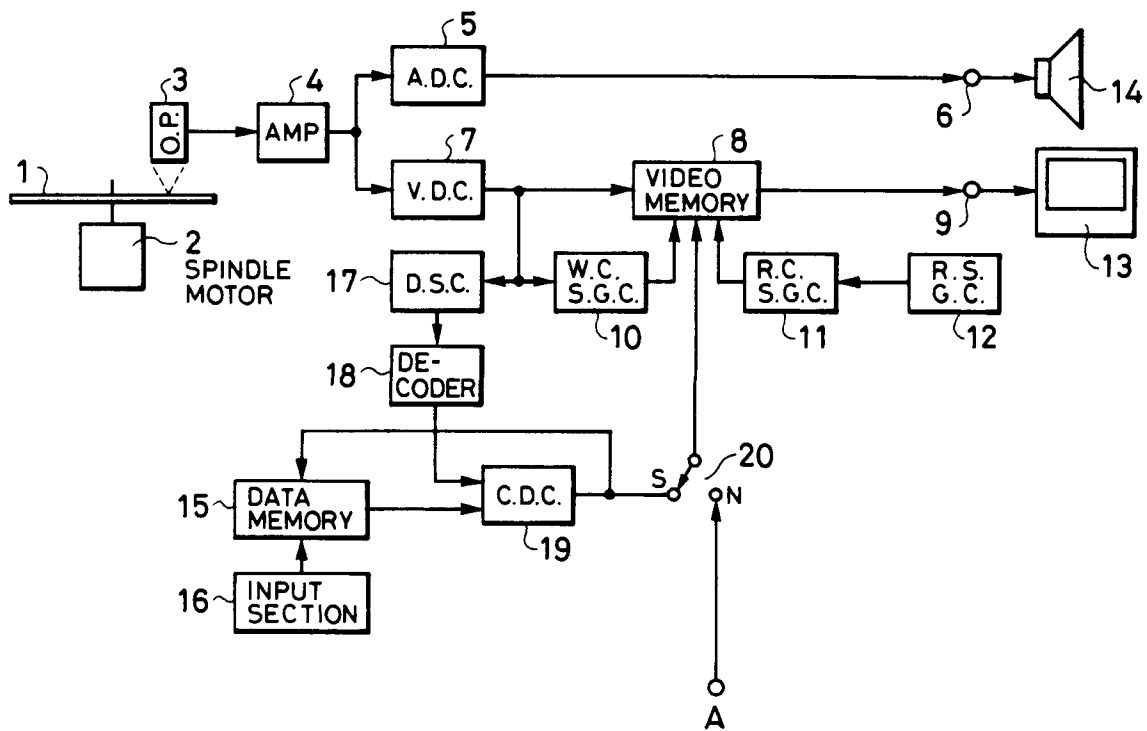 5
A.D.C.
3
O.P.
4
AMP
6
14
1
7
V.D.C.
8
VIDEO
MEMORY
9
13
2
SPINDLE
MOTOR
17
D.S.C.
W.C.
S.G.C.
10
R.C.
S.G.C.
11
R.S.
G.C.
12
18
DE-
CODER
15
DATA
MEMORY
C.D.C.
19
S
20
N
16
INPUT
SECTION
A